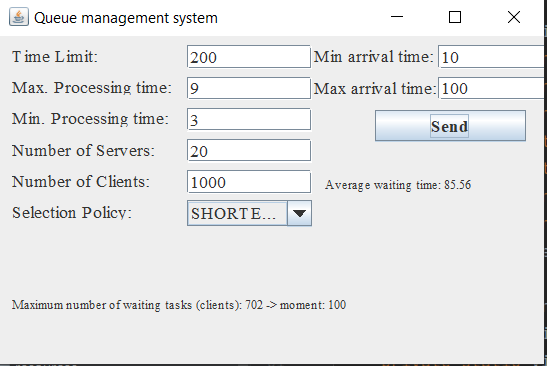 Queue management system
Time Limit: 200 Min arrival time: 10
Max. Processing time: 9 Max arrival time: 100
Min. Processing time: 3
Send
Number of Servers: 20
Number of Clients: 1000
Average waiting time: 85.56
Selection Policy: SHORTE...
Maximum number of waiting tasks (clients): 702 -> moment: 100